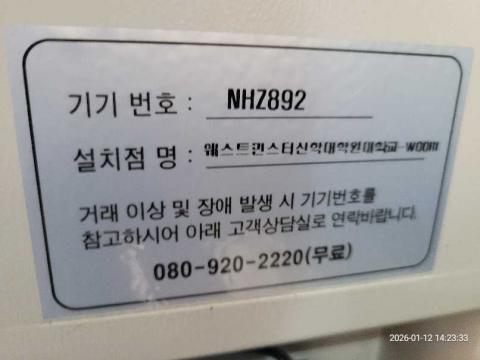 기기 번호 : NHZ892
설치점 명 : 웨스트민스터신학대학원대학교-WOORI
거래 이상 및 장애 발생 시 기기번호를
참고하시어 아래 고객상담실로 연락바랍니다.
080-920-2220(무료)
2026-01-12 14:23:33